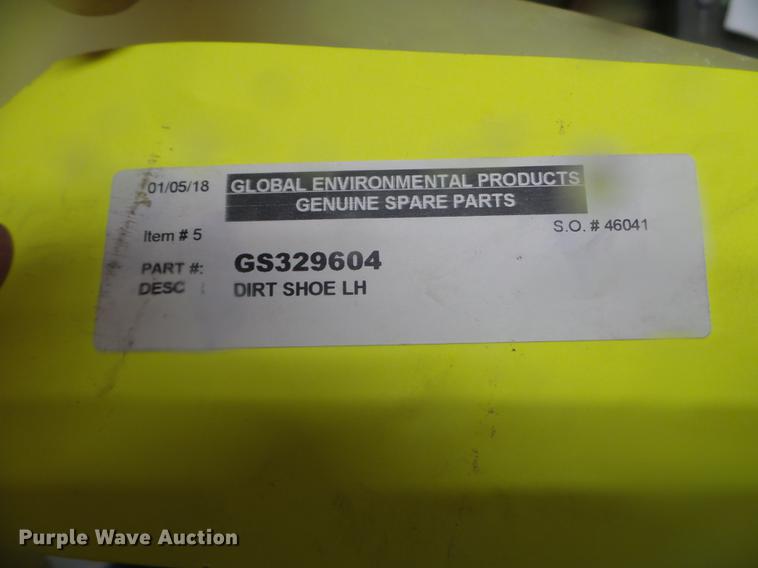 01/05/18 GLOBAL ENVIRONMENTAL PRODUCTS
GENUINE SPARE PARTS
Item # 5 S.O. # 46041
PART #: GS329604
DESC : DIRT SHOE LH
Purple Wave Auction